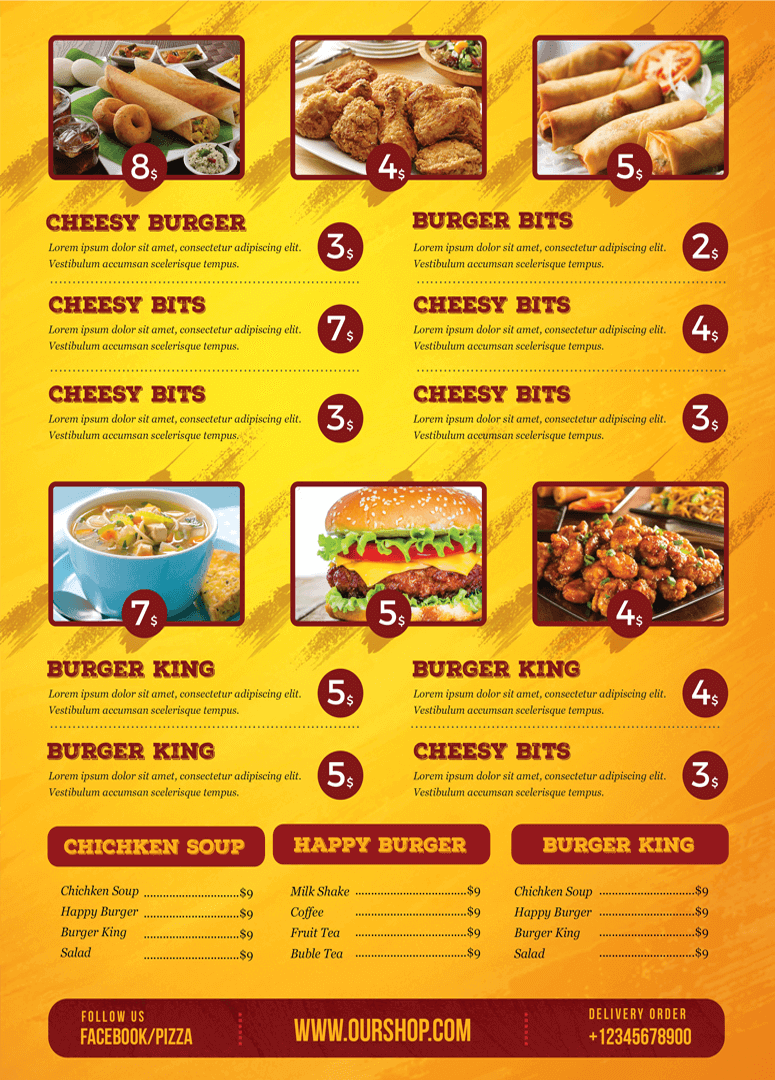 8$
4$
5$
CHEESY BURGER
Lorem ipsum dolor sit amet, consectetur adipiscing elit.
Vestibulum accumsan scelerisque tempus.
3$
BURGER BITS
Lorem ipsum dolor sit amet, consectetur adipiscing elit.
Vestibulum accumsan scelerisque tempus.
2$
CHEESY BITS
Lorem ipsum dolor sit amet, consectetur adipiscing elit.
Vestibulum accumsan scelerisque tempus.
7$
CHEESY BITS
Lorem ipsum dolor sit amet, consectetur adipiscing elit.
Vestibulum accumsan scelerisque tempus.
4$
CHEESY BITS
Lorem ipsum dolor sit amet, consectetur adipiscing elit.
Vestibulum accumsan scelerisque tempus.
3$
CHEESY BITS
Lorem ipsum dolor sit amet, consectetur adipiscing elit.
Vestibulum accumsan scelerisque tempus.
3$
7$
5$
4$
BURGER KING
Lorem ipsum dolor sit amet, consectetur adipiscing elit.
Vestibulum accumsan scelerisque tempus.
5$
BURGER KING
Lorem ipsum dolor sit amet, consectetur adipiscing elit.
Vestibulum accumsan scelerisque tempus.
4$
BURGER KING
Lorem ipsum dolor sit amet, consectetur adipiscing elit.
Vestibulum accumsan scelerisque tempus.
5$
CHEESY BITS
Lorem ipsum dolor sit amet, consectetur adipiscing elit.
Vestibulum accumsan scelerisque tempus.
3$
CHICHKEN SOUP
Chichken Soup ........................$9
Happy Burger ........................$9
Burger King ........................$9
Salad ........................$9
HAPPY BURGER
Milk Shake ........................$9
Coffee ........................$9
Fruit Tea ........................$9
Buble Tea ........................$9
BURGER KING
Chichken Soup ........................$9
Happy Burger ........................$9
Burger King ........................$9
Salad ........................$9
FOLLOW US
FACEBOOK/PIZZA
WWW.OURSHOP.COM
DELIVERY ORDER
+12345678900